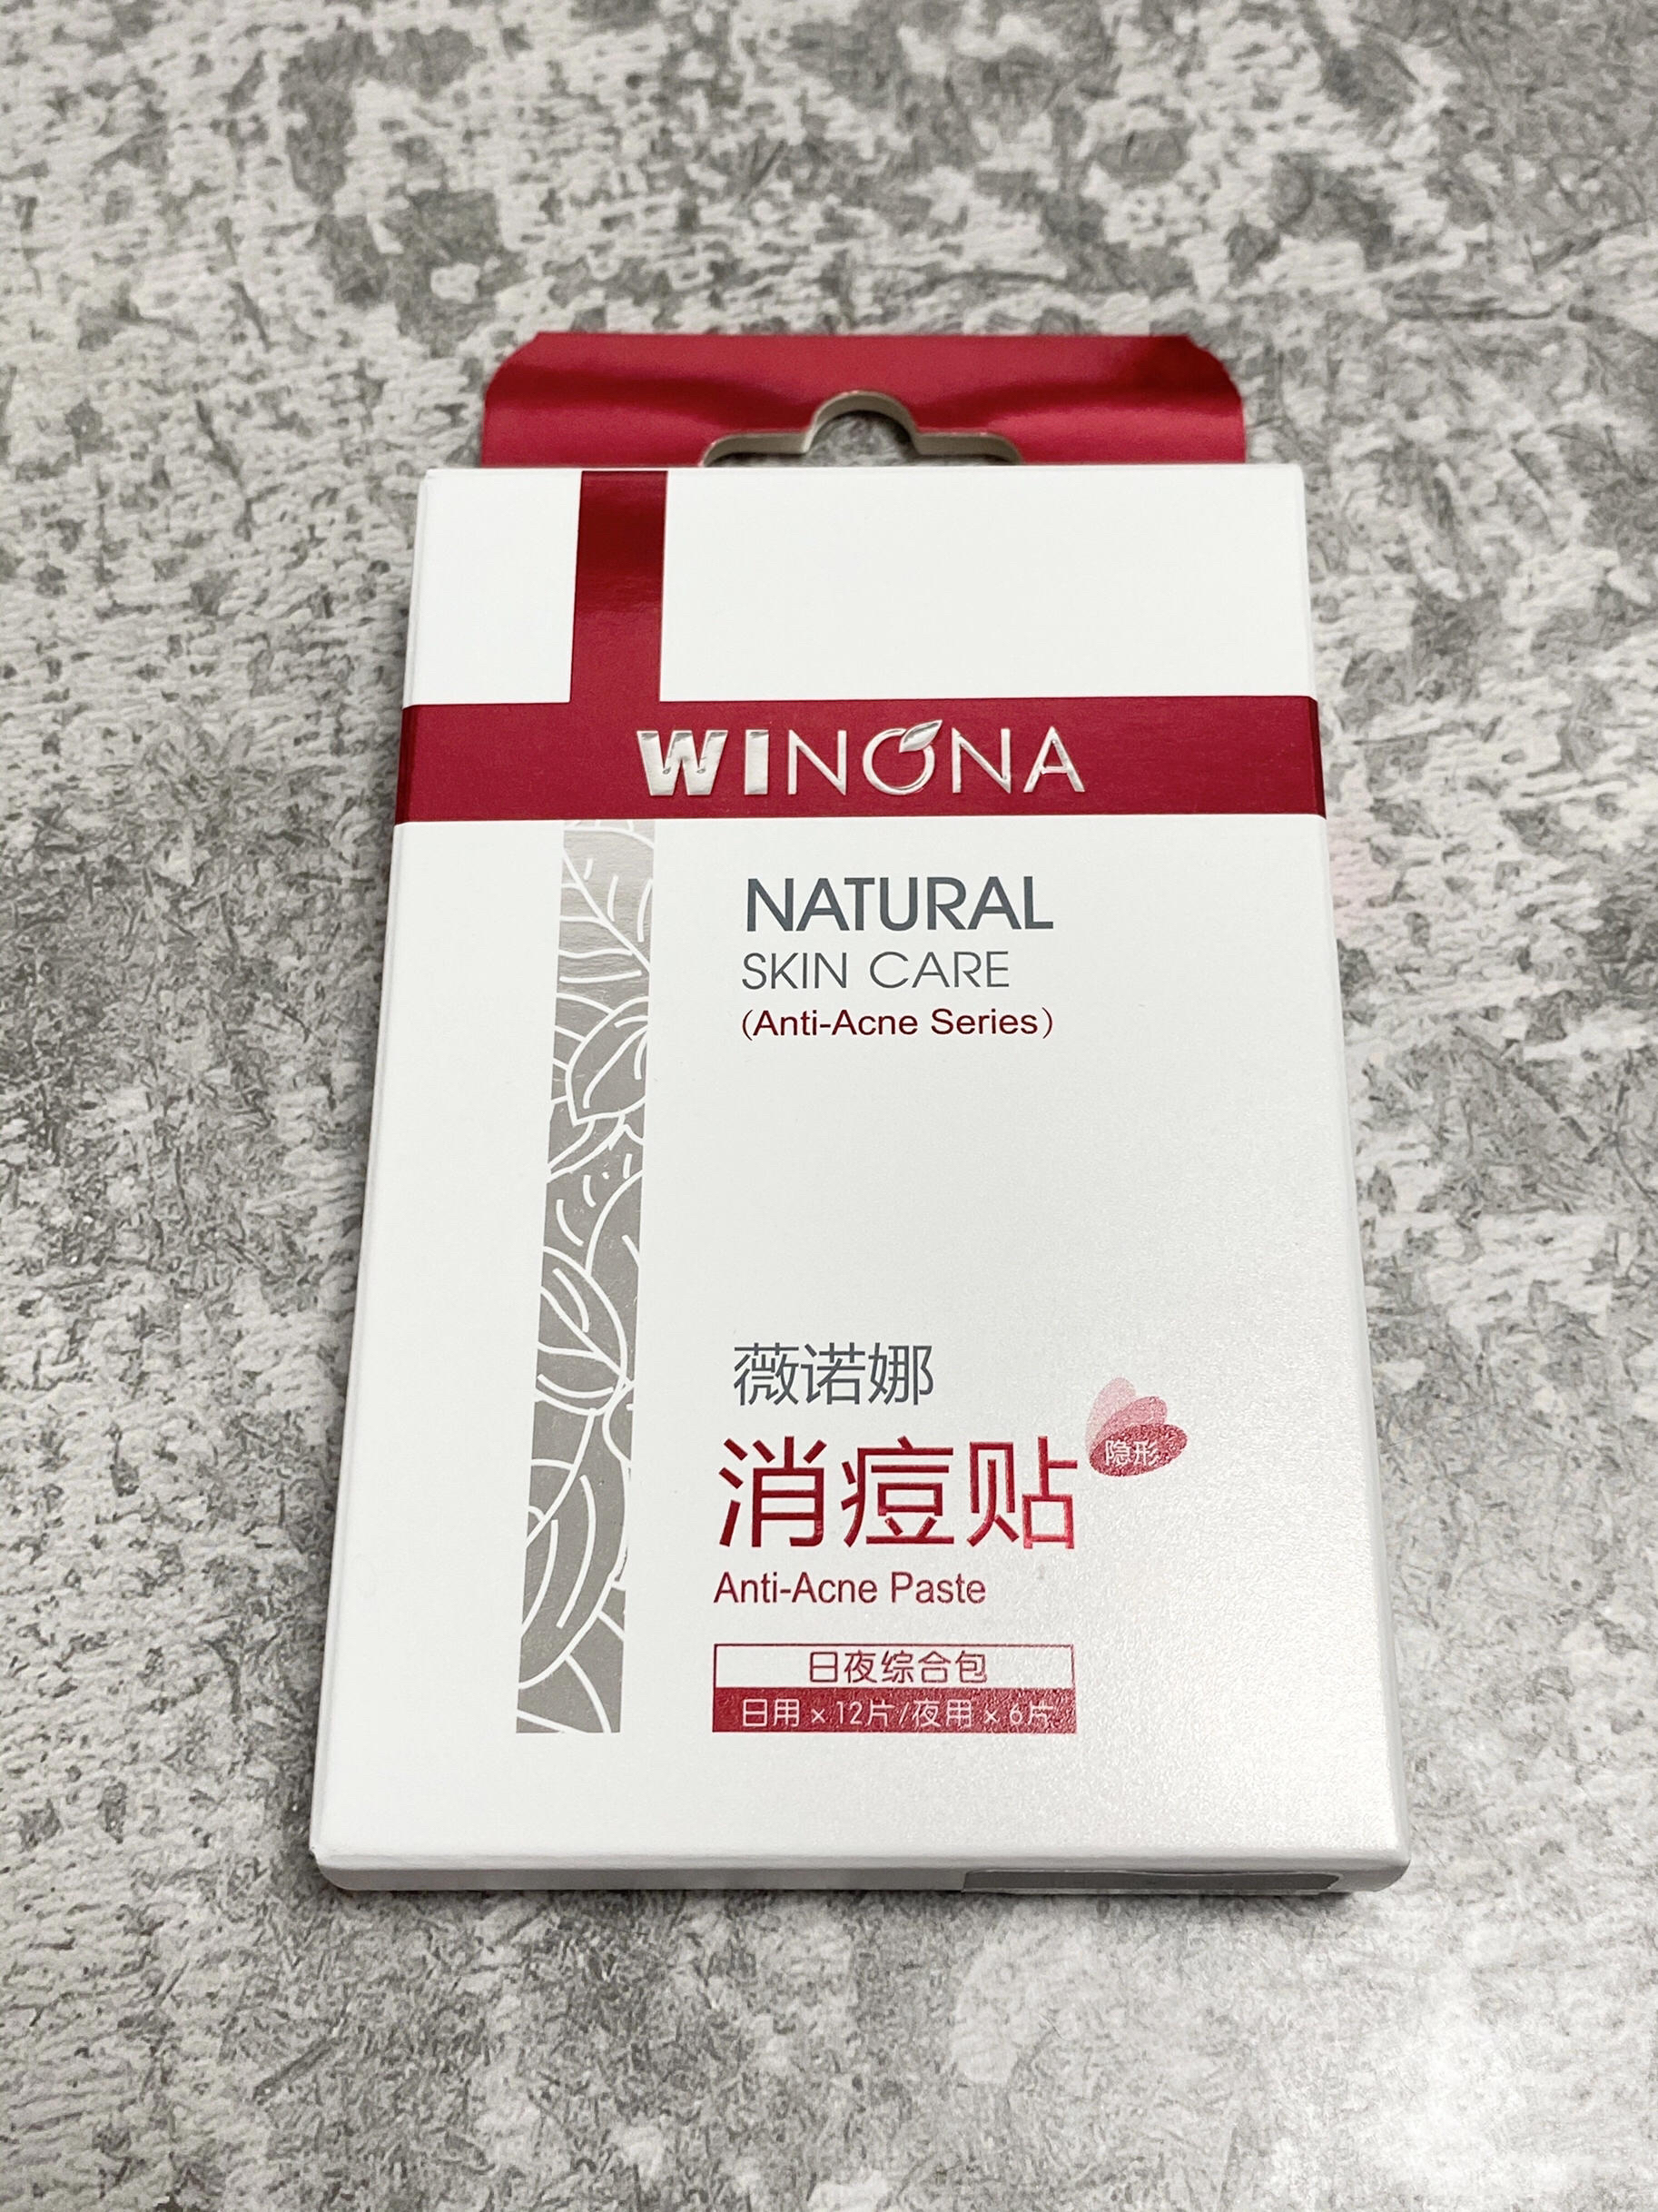 WINONA
NATURAL
SKIN CARE
(Anti-Acne Series)
薇诺娜
消痘贴
隐形
Anti-Acne Paste
日夜综合包
日用×12片/夜用×6片